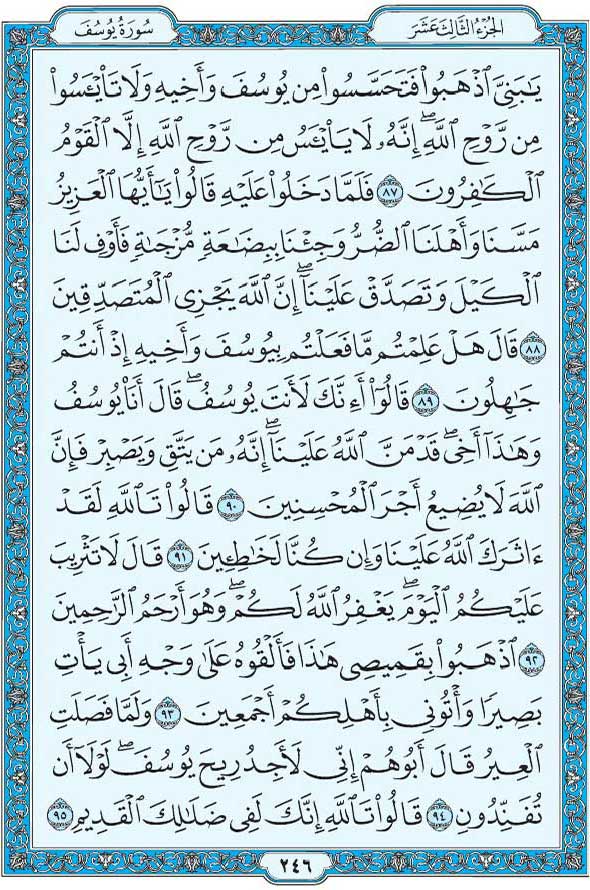 الجزء الثالث عشر
سورة يوسف
يَـٰبَنِىَّ ٱذْهَبُوا۟ فَتَحَسَّسُوا۟ مِن يُوسُفَ وَأَخِيهِ وَلَا تَا۟يْـَٔسُوا۟
مِن رَّوْحِ ٱللَّهِ ۖ إِنَّهُۥ لَا يَا۟يْـَٔسُ مِن رَّوْحِ ٱللَّهِ إِلَّا ٱلْقَوْمُ
ٱلْكَـٰفِرُونَ ٨٧ فَلَمَّا دَخَلُوا۟ عَلَيْهِ قَالُوا۟ يَـٰٓأَيُّهَا ٱلْعَزِيزُ
مَسَّنَا وَأَهْلَنَا ٱلضُّرُّ وَجِئْنَا بِبِضَـٰعَةٍ مُّزْجَىٰةٍ فَأَوْفِ لَنَا
ٱلْكَيْلَ وَتَصَدَّقْ عَلَيْنَآ ۖ إِنَّ ٱللَّهَ يَجْزِى ٱلْمُتَصَدِّقِينَ
٨٨ قَالَ هَلْ عَلِمْتُم مَّا فَعَلْتُم بِيُوسُفَ وَأَخِيهِ إِذْ أَنتُمْ
جَـٰهِلُونَ ٨٩ قَالُوٓا۟ أَءِنَّكَ لَأَنتَ يُوسُفُ ۖ قَالَ أَنَا۠ يُوسُفُ
وَهَـٰذَآ أَخِى ۖ قَدْ مَنَّ ٱللَّهُ عَلَيْنَآ ۖ إِنَّهُۥ مَن يَتَّقِ وَيَصْبِرْ فَإِنَّ
ٱللَّهَ لَا يُضِيعُ أَجْرَ ٱلْمُحْسِنِينَ ٩٠ قَالُوا۟ تَٱللَّهِ لَقَدْ
ءَاثَرَكَ ٱللَّهُ عَلَيْنَا وَإِن كُنَّا لَخَـٰطِـِٔينَ ٩١ قَالَ لَا تَثْرِيبَ
عَلَيْكُمُ ٱلْيَوْمَ ۖ يَغْفِرُ ٱللَّهُ لَكُمْ ۖ وَهُوَ أَرْحَمُ ٱلرَّٰحِمِينَ
٩٢ ٱذْهَبُوا۟ بِقَمِيصِى هَـٰذَا فَأَلْقُوهُ عَلَىٰ وَجْهِ أَبِى يَأْتِ
بَصِيرًا وَأْتُونِى بِأَهْلِكُمْ أَجْمَعِينَ ٩٣ وَلَمَّا فَصَلَتِ
ٱلْعِيرُ قَالَ أَبُوهُمْ إِنِّى لَأَجِدُ رِيحَ يُوسُفَ ۖ لَوْلَآ أَن
تُفَنِّدُونِ ٩٤ قَالُوا۟ تَٱللَّهِ إِنَّكَ لَفِى ضَلَـٰلِكَ ٱلْقَدِيمِ ٩٥
٢٤٦